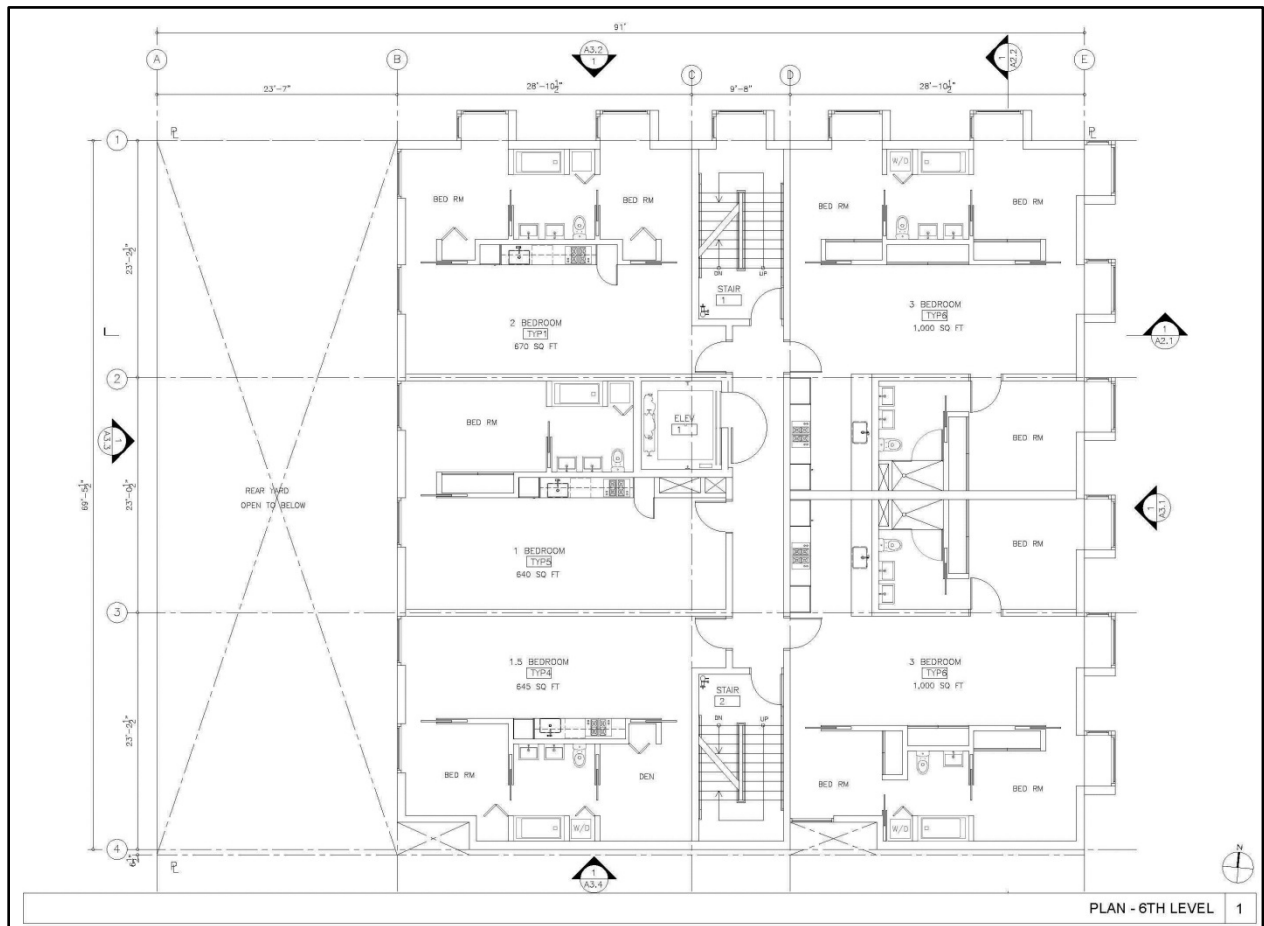 91'
A
B
C
D
E
A3.2
1
1
A2.2
23'-7"
28'-10½"
9'-8"
28'-10½"
1
PL
PL
W/D
BED RM
BED RM
BED RM
BED RM
23'-2½"
DN
UP
STAIR
1
3 BEDROOM
TYP6
1,000 SQ FT
2 BEDROOM
TYP1
670 SQ FT
1
A2.1
2
ELEV
1
BED RM
BED RM
1
A3.3
69'-5½"
23'-0½"
REAR YARD
OPEN TO BELOW
1
A3.1
BED RM
1 BEDROOM
TYP5
640 SQ FT
3
1.5 BEDROOM
TYP4
645 SQ FT
3 BEDROOM
TYP6
1,000 SQ FT
STAIR
2
DN
UP
23'-2½"
BED RM
DEN
BED RM
BED RM
W/D
W/D
4
PL
1
A3.4
N
PLAN - 6TH LEVEL
1